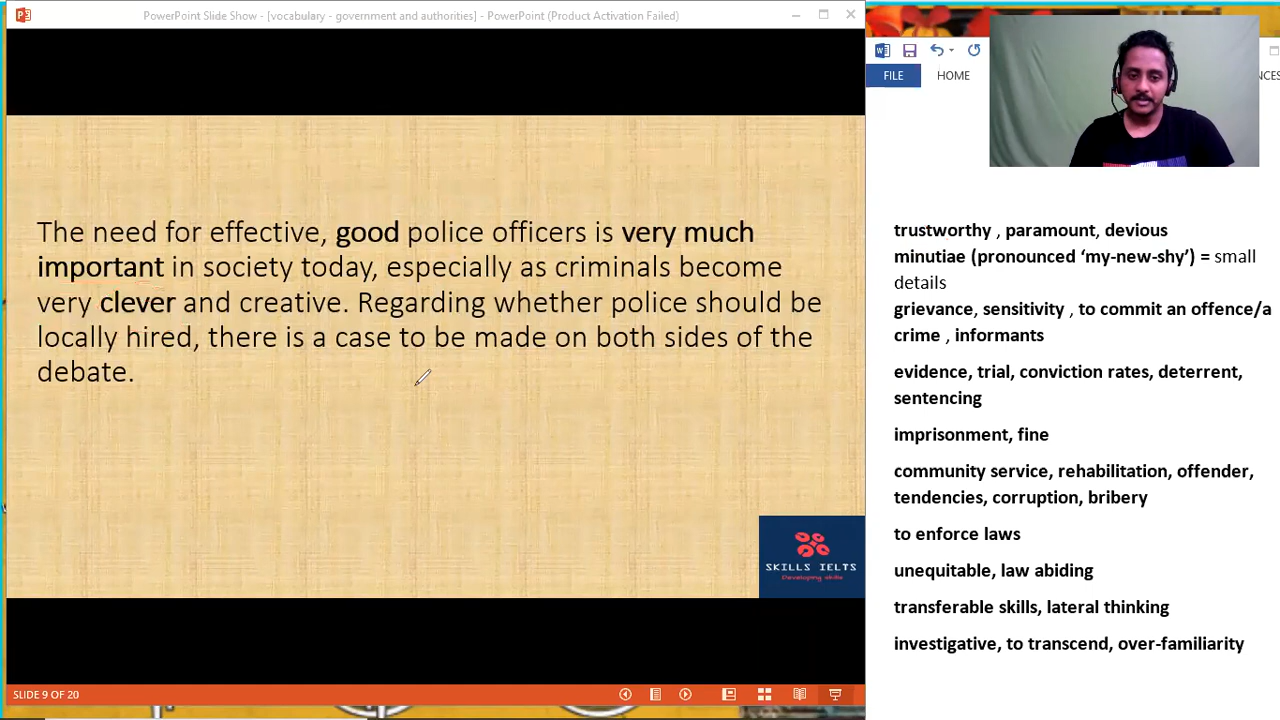 PowerPoint Slide Show - [vocabulary - government and authorities] - PowerPoint (Product Activation Failed)
FILE
HOME
CES
The need for effective, good police officers is very much
important in society today, especially as criminals become
very clever and creative. Regarding whether police should be
locally hired, there is a case to be made on both sides of the
debate.
SKILLS IELTS
Developing skills
SLIDE 9 OF 20
trustworthy , paramount, devious
minutiae (pronounced ‘my-new-shy’) = small
details
grievance, sensitivity , to commit an offence/a
crime , informants
evidence, trial, conviction rates, deterrent,
sentencing
imprisonment, fine
community service, rehabilitation, offender,
tendencies, corruption, bribery
to enforce laws
unequitable, law abiding
transferable skills, lateral thinking
investigative, to transcend, over-familiarity